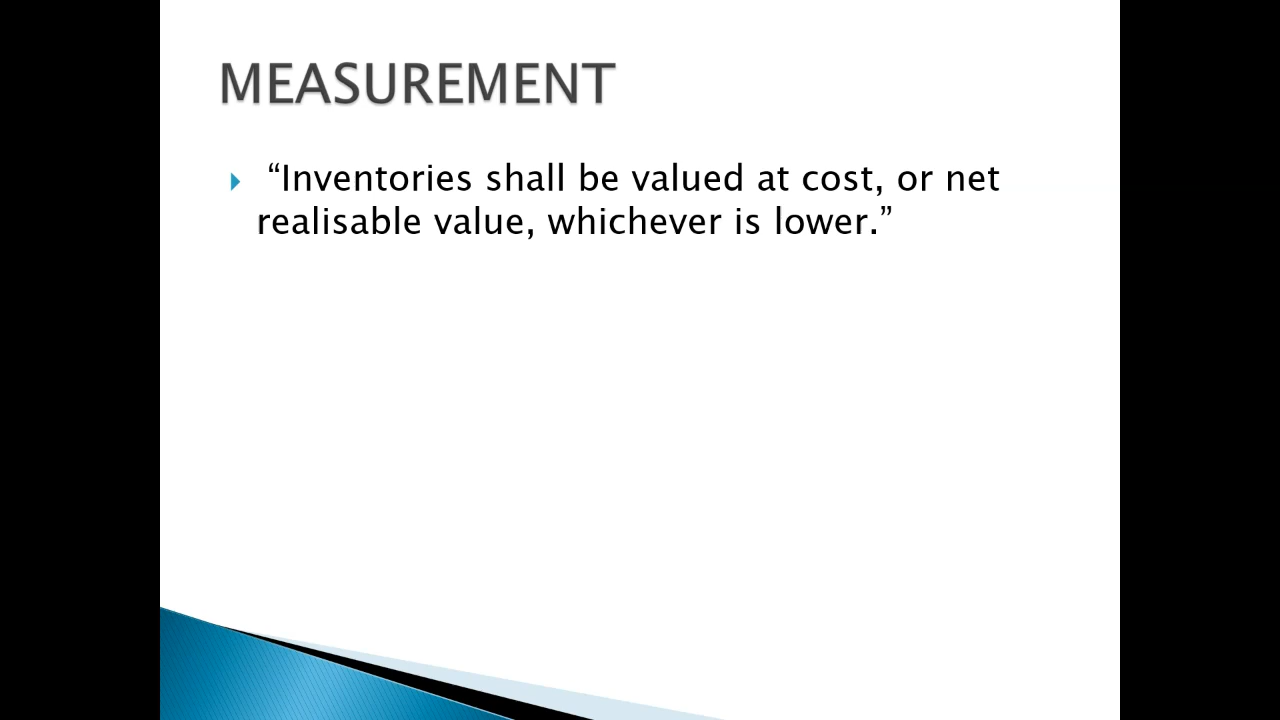 MEASUREMENT
“Inventories shall be valued at cost, or net
realisable value, whichever is lower.”